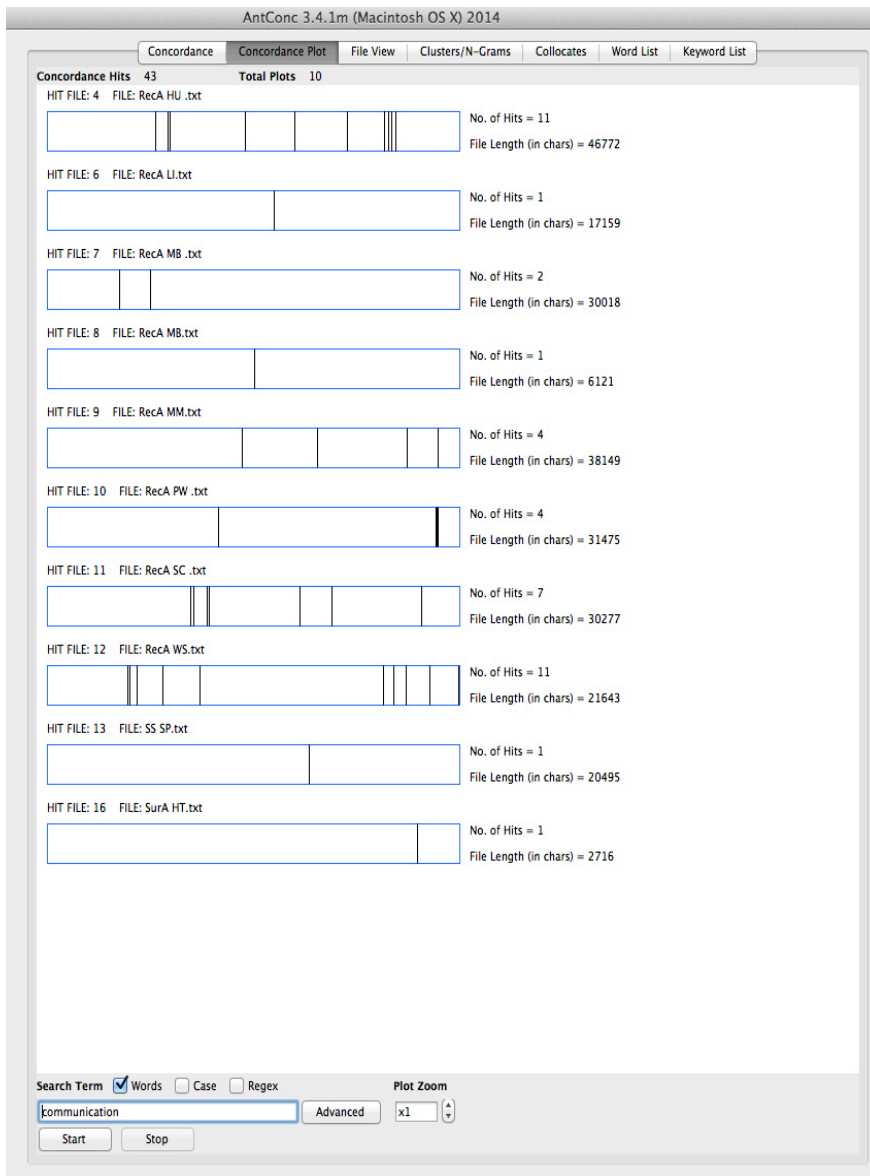 AntConc 3.4.1m (Macintosh OS X) 2014
Concordance Concordance Plot File View Clusters/N-Grams Collocates Word List Keyword List
Concordance Hits 43 Total Plots 10
HIT FILE: 4 FILE: RecA HU .txt
No. of Hits = 11
File Length (in chars) = 46772
HIT FILE: 6 FILE: RecA LI.txt
No. of Hits = 1
File Length (in chars) = 17159
HIT FILE: 7 FILE: RecA MB .txt
No. of Hits = 2
File Length (in chars) = 30018
HIT FILE: 8 FILE: RecA MB.txt
No. of Hits = 1
File Length (in chars) = 6121
HIT FILE: 9 FILE: RecA MM.txt
No. of Hits = 4
File Length (in chars) = 38149
HIT FILE: 10 FILE: RecA PW .txt
No. of Hits = 4
File Length (in chars) = 31475
HIT FILE: 11 FILE: RecA SC .txt
No. of Hits = 7
File Length (in chars) = 30277
HIT FILE: 12 FILE: RecA WS.txt
No. of Hits = 11
File Length (in chars) = 21643
HIT FILE: 13 FILE: SS SP.txt
No. of Hits = 1
File Length (in chars) = 20495
HIT FILE: 16 FILE: SurA HT.txt
No. of Hits = 1
File Length (in chars) = 2716
Search Term Words Case Regex Plot Zoom
communication Advanced x1
Start Stop